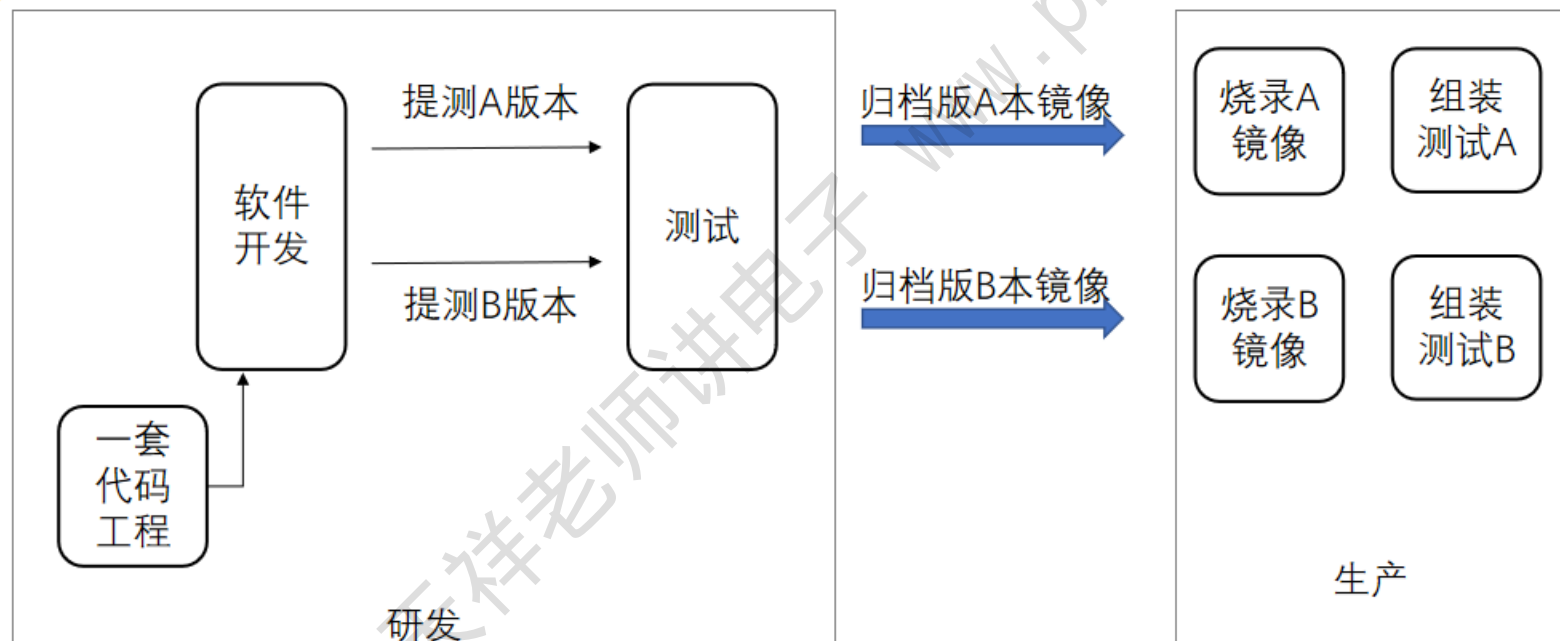 提测A版本
软件
开发
提测B版本
测试
一套
代码
工程
研发
归档版A本镜像
归档版B本镜像
烧录A
镜像
组装
测试A
烧录B
镜像
组装
测试B
生产
天祥老师讲电子 www.p